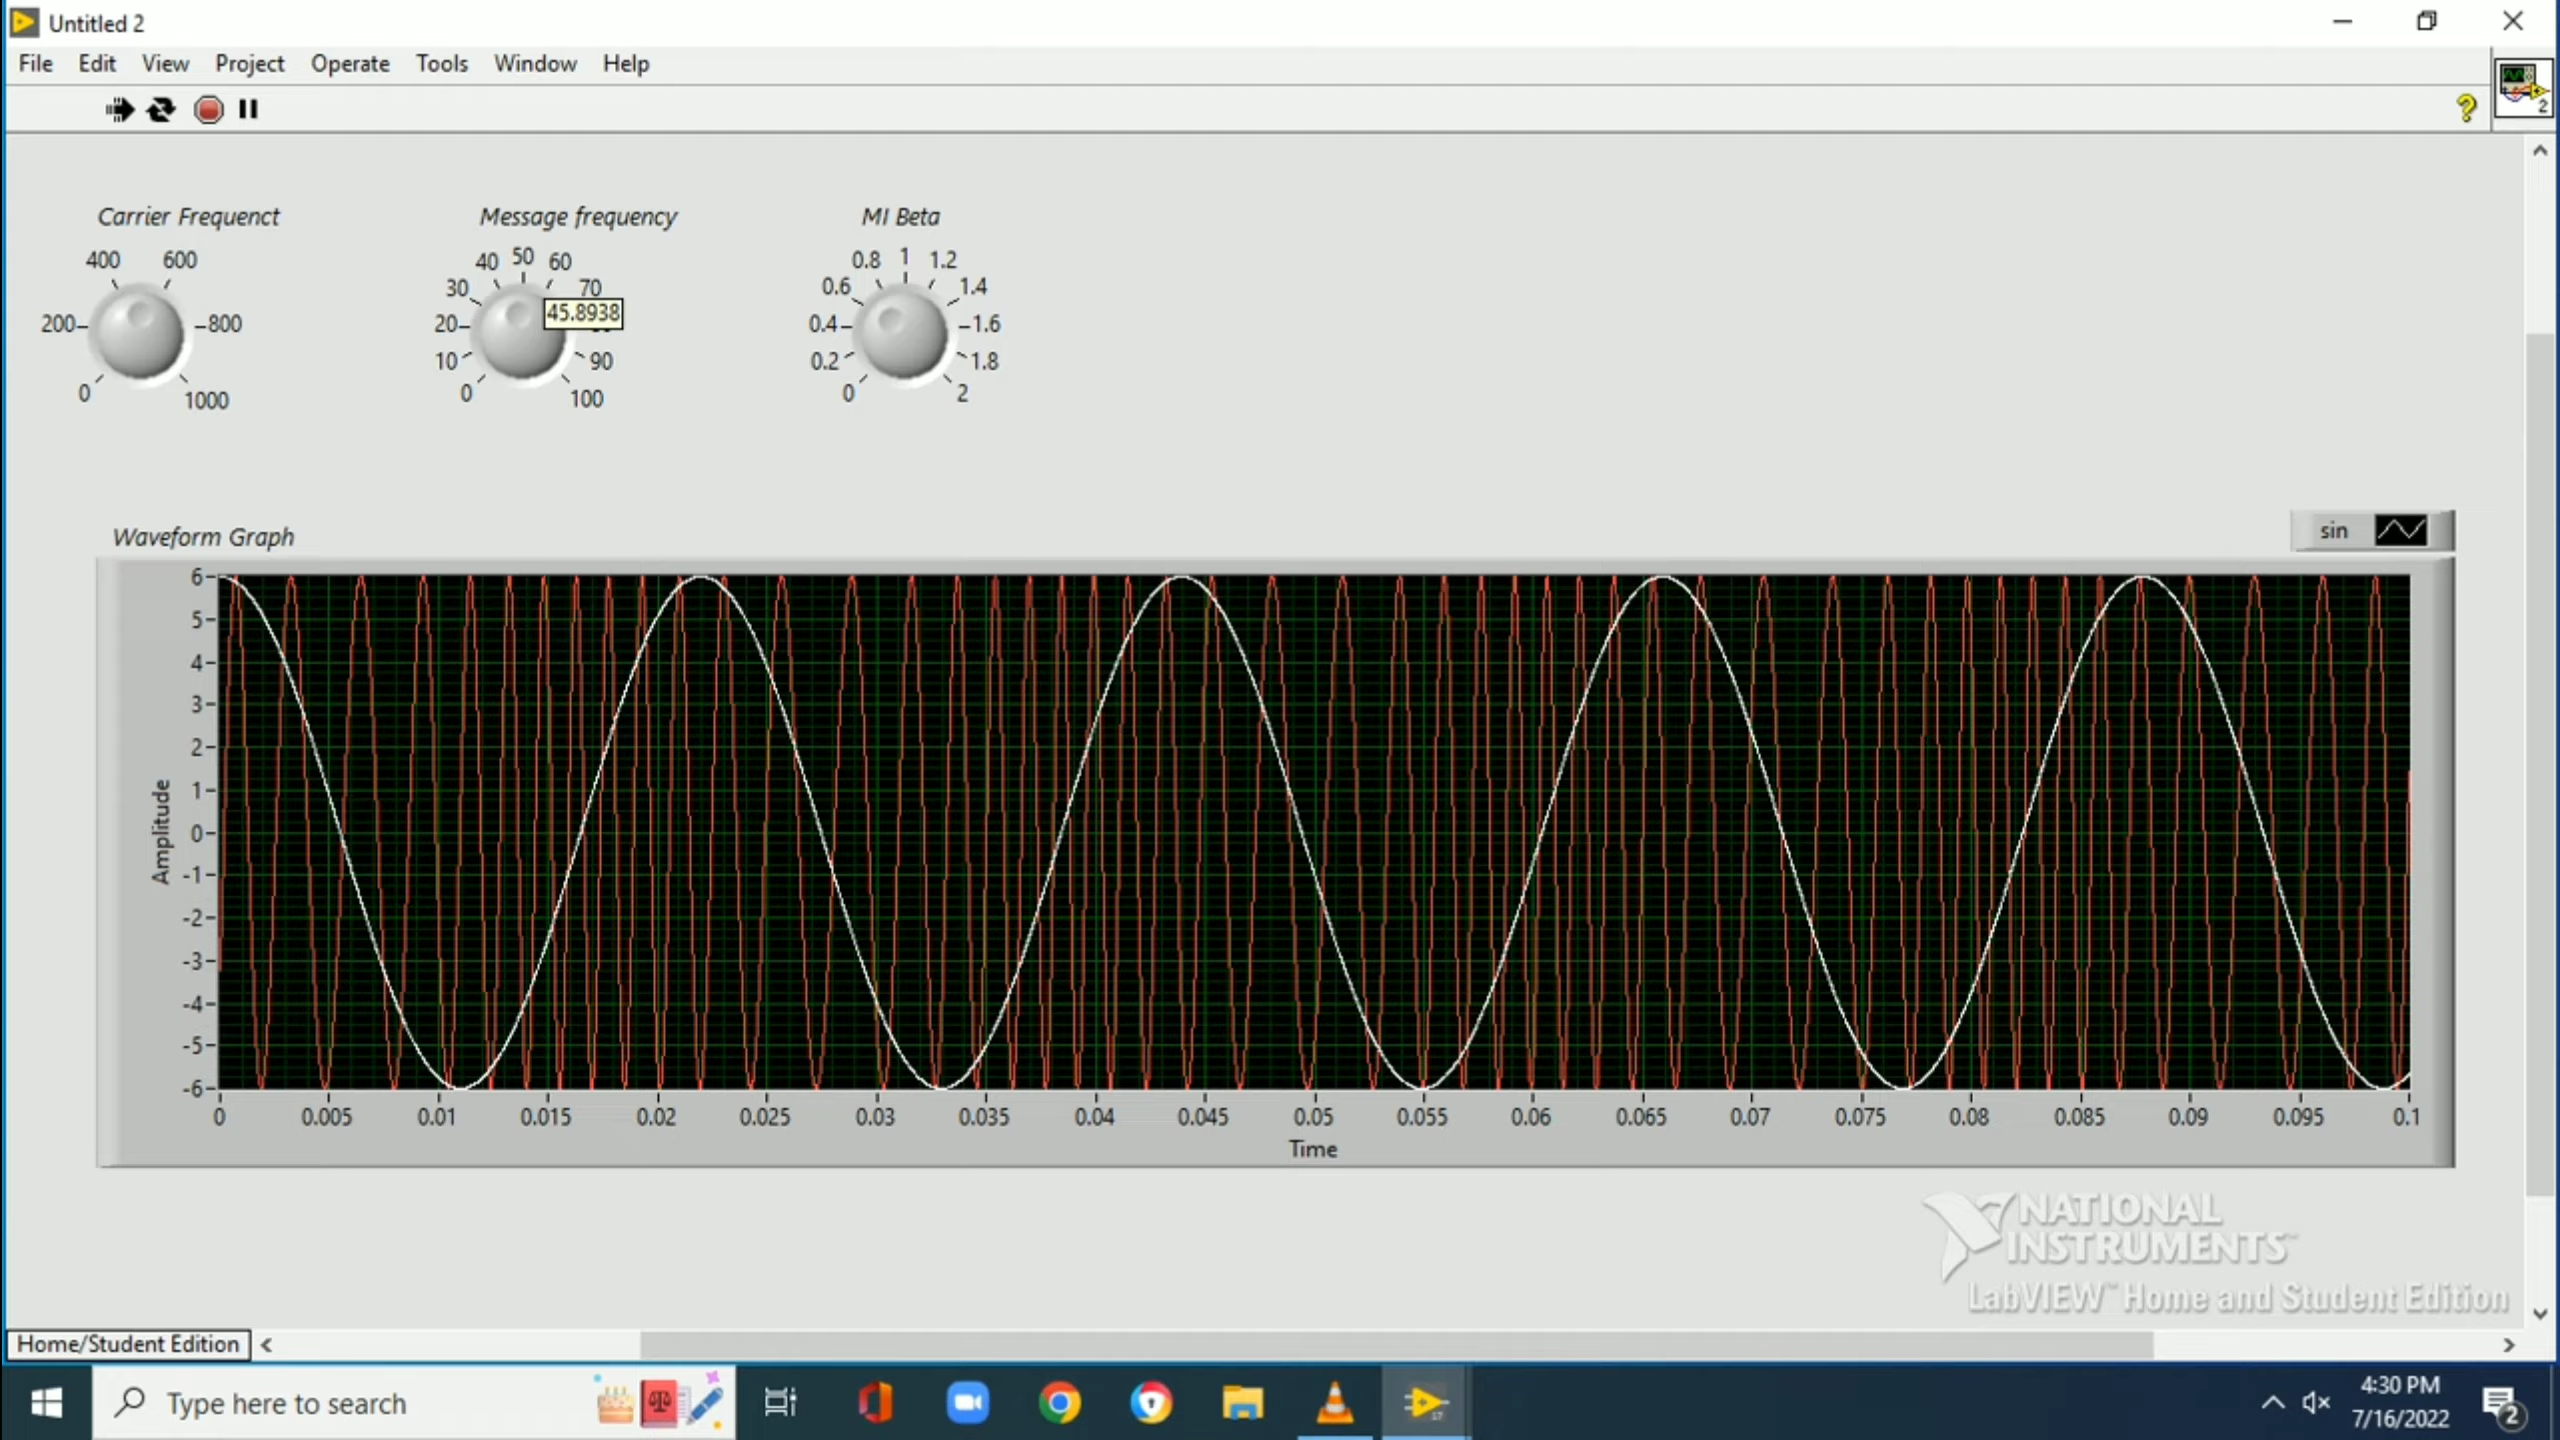 Untitled 2
File Edit View Project Operate Tools Window Help
2
Carrier Frequenct
400 600
200 800
0 1000
Message frequency
40 50 60
30 70
45.8938
20
10 90
0 100
MI Beta
0.8 1 1.2
0.6 1.4
0.4 1.6
0.2 1.8
0 2
Waveform Graph
sin
Amplitude
6
5
4
3
2
1
0
-1
-2
-3
-4
-5
-6
0 0.005 0.01 0.015 0.02 0.025 0.03 0.035 0.04 0.045 0.05 0.055 0.06 0.065 0.07 0.075 0.08 0.085 0.09 0.095 0.1
Time
NATIONAL
INSTRUMENTS™
LabVIEW™ Home and Student Edition
Home/Student Edition
Type here to search
4:30 PM
7/16/2022
2